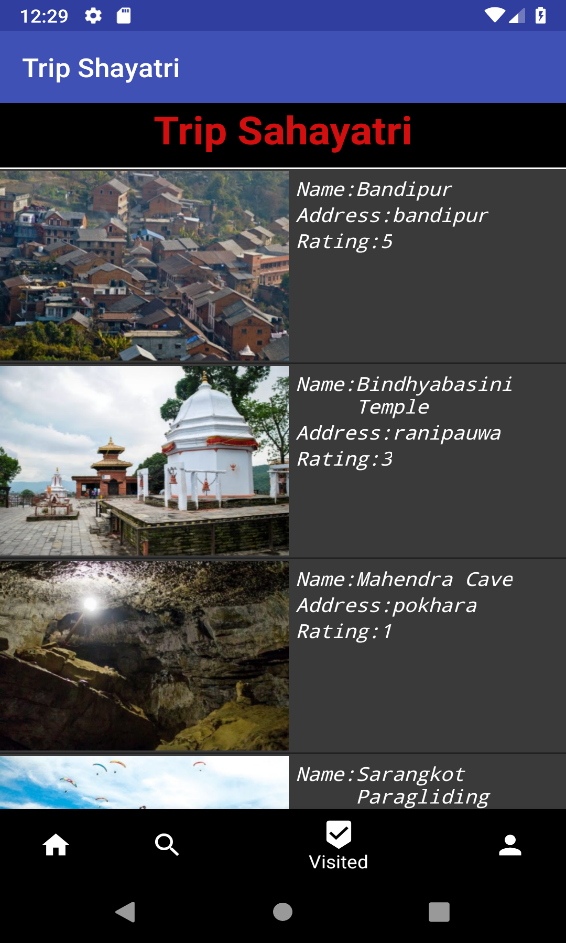 12:29
Trip Shayatri
Trip Sahayatri
Name:Bandipur
Address:bandipur
Rating:5
Name:Bindhyabasini
Temple
Address:ranipauwa
Rating:3
Name:Mahendra Cave
Address:pokhara
Rating:1
Name:Sarangkot
Paragliding
Visited